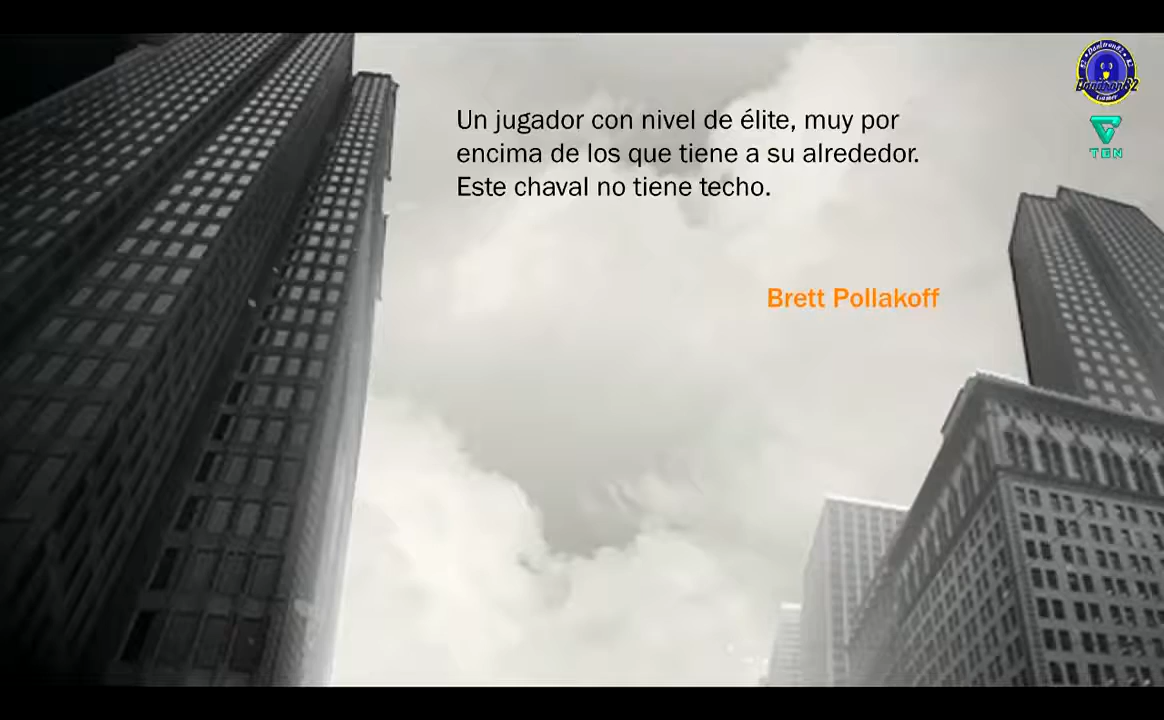 Un jugador con nivel de élite, muy por
encima de los que tiene a su alrededor.
Este chaval no tiene techo.
Brett Pollakoff
TEN